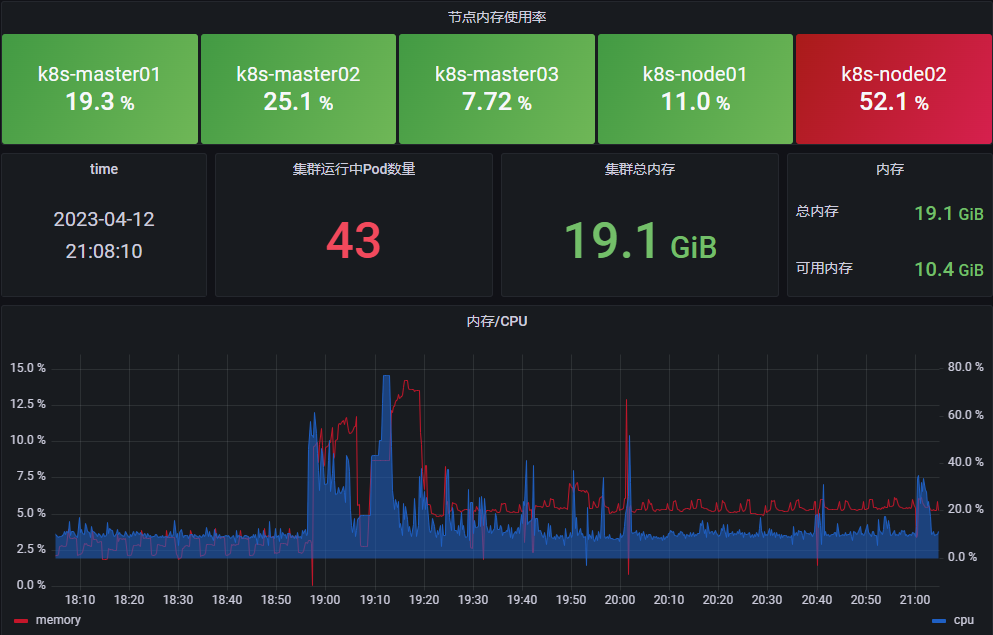 节点内存使用率
k8s-master01
19.3 %
k8s-master02
25.1 %
k8s-master03
7.72 %
k8s-node01
11.0 %
k8s-node02
52.1 %
time
2023-04-12
21:08:10
集群运行中Pod数量
43
集群总内存
19.1 GiB
内存
总内存 19.1 GiB
可用内存 10.4 GiB
内存/CPU
15.0 %
12.5 %
10.0 %
7.5 %
5.0 %
2.5 %
0.0 %
80.0 %
60.0 %
40.0 %
20.0 %
0.0 %
18:10 18:20 18:30 18:40 18:50 19:00 19:10 19:20 19:30 19:40 19:50 20:00 20:10 20:20 20:30 20:40 20:50 21:00
memory
cpu